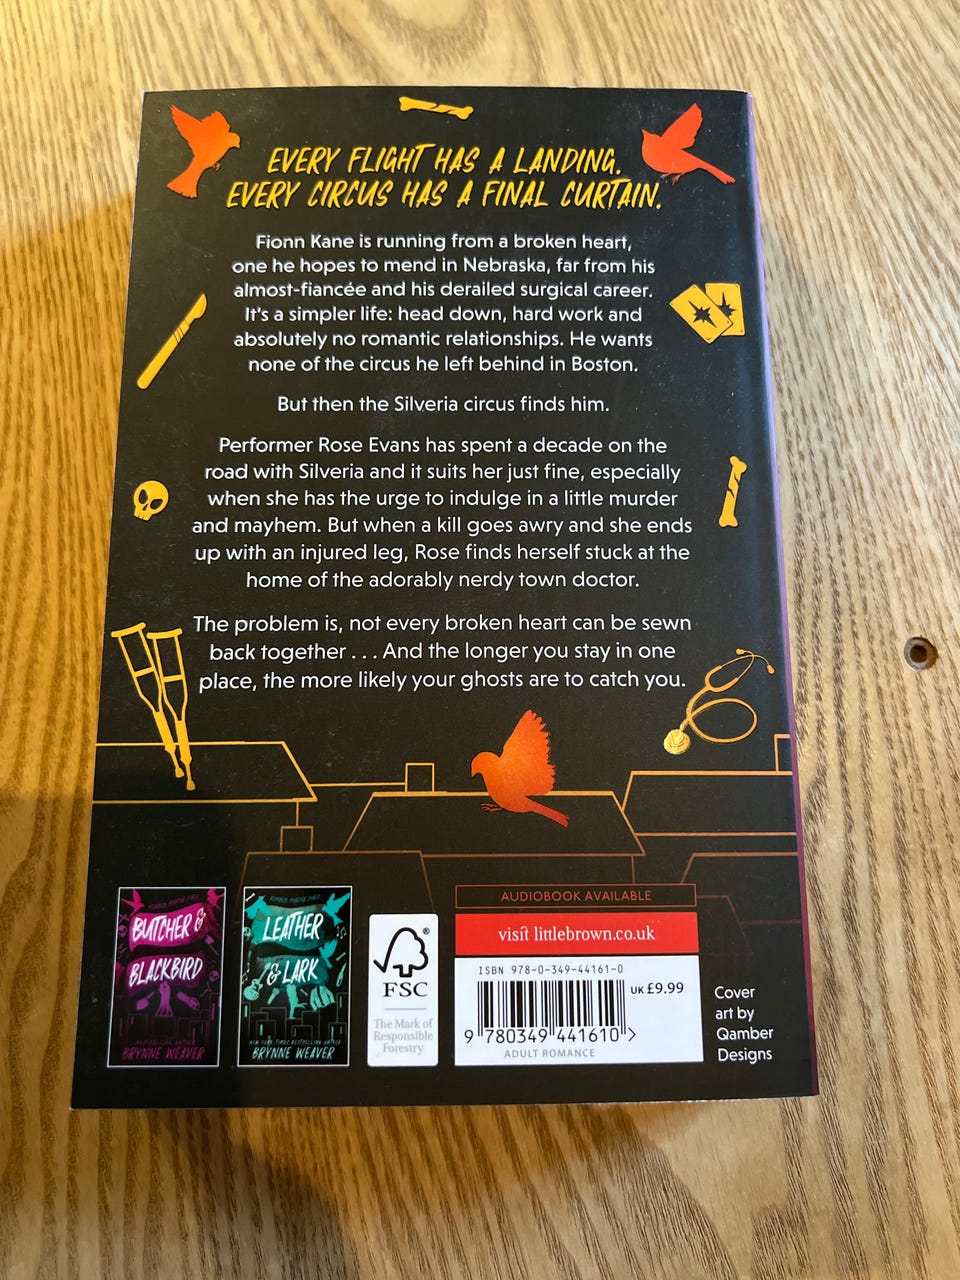 EVERY FLIGHT HAS A LANDING.
EVERY CIRCUS HAS A FINAL CURTAIN.
Fionn Kane is running from a broken heart,
one he hopes to mend in Nebraska, far from his
almost-fiancée and his derailed surgical career.
It's a simpler life: head down, hard work and
absolutely no romantic relationships. He wants
none of the circus he left behind in Boston.
But then the Silveria circus finds him.
Performer Rose Evans has spent a decade on the
road with Silveria and it suits her just fine, especially
when she has the urge to indulge in a little murder
and mayhem. But when a kill goes awry and she ends
up with an injured leg, Rose finds herself stuck at the
home of the adorably nerdy town doctor.
The problem is, not every broken heart can be sewn
back together . . . And the longer you stay in one
place, the more likely your ghosts are to catch you.
BUTCHER &
BLACKBIRD
BESTSELLING AUTHOR
BRYNNE WEAVER
LEATHER
& LARK
NEW YORK TIMES BESTSELLING AUTHOR
BRYNNE WEAVER
®
FSC
The Mark of
Responsible
Forestry
AUDIOBOOK AVAILABLE
visit littlebrown.co.uk
ISBN 978-0-349-44161-0
UK £9.99
9 780349 441610 >
ADULT ROMANCE
Cover
art by
Qamber
Designs